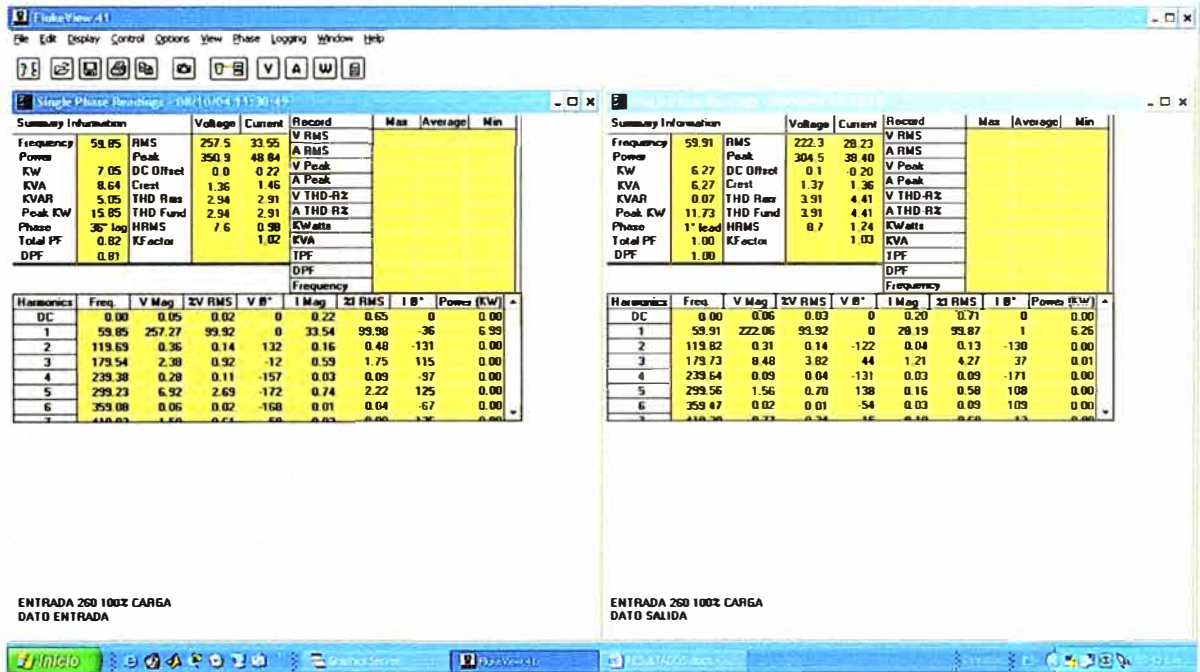 FlukeView 41
File Edit Display Control Options View Phase Logging Window Help
V A W
Single Phase Readings - 08/10/04 11:30:49
Summary Information Voltage Current Record Max Average Min
Frequency 59.85 RMS 257.5 33.55 V RMS
Power Peak 350.9 48.84 A RMS
KW 7.05 DC Offset 0.0 0.22 V Peak
KVA 8.64 Crest 1.36 1.46 A Peak
KVAR 5.05 THD Rms 2.94 2.91 V THD-R%
Peak KW 15.85 THD Fund 2.94 2.91 A THD R%
Phase 36° lag HRMS 7.6 0.98 KWatts
Total PF 0.82 KFactor 1.02 KVA
DPF 0.81 TPF
DPF
Frequency
Harmonics Freq. V Mag %V RMS V Ø° I Mag %I RMS I Ø° Power (KW)
DC 0.00 0.05 0.02 0 0.22 0.65 0 0.00
1 59.85 257.27 99.92 0 33.54 99.98 -36 6.99
2 119.69 0.36 0.14 132 0.16 0.48 -131 0.00
3 179.54 2.38 0.92 -12 0.59 1.75 115 0.00
4 239.38 0.28 0.11 -157 0.03 0.09 -97 0.00
5 299.23 6.92 2.69 -172 0.74 2.22 125 0.00
6 359.08 0.06 0.02 -168 0.01 0.04 -67 0.00
ENTRADA 260 100% CARGA
DATO ENTRADA
Summary Information Voltage Current Record Max Average Min
Frequency 59.91 RMS 222.3 28.23 V RMS
Power Peak 304.5 38.40 A RMS
KW 6.27 DC Offset 0.1 -0.20 V Peak
KVA 6.27 Crest 1.37 1.36 A Peak
KVAR 0.07 THD Rms 3.91 4.41 V THD-R%
Peak KW 11.73 THD Fund 3.91 4.41 A THD R%
Phase 1° lead HRMS 8.7 1.24 KWatts
Total PF 1.00 KFactor 1.03 KVA
DPF 1.00 TPF
DPF
Frequency
Harmonics Freq. V Mag %V RMS V Ø° I Mag %I RMS I Ø° Power (KW)
DC 0.00 0.06 0.03 0 0.20 0.71 0 0.00
1 59.91 222.06 99.92 0 28.19 99.87 1 6.26
2 119.82 0.31 0.14 -122 0.04 0.13 -130 0.00
3 179.73 8.48 3.82 44 1.21 4.27 37 0.01
4 239.64 0.09 0.04 -131 0.03 0.09 -171 0.00
5 299.56 1.56 0.70 138 0.16 0.58 108 0.00
6 359.47 0.02 0.01 -54 0.03 0.09 109 0.00
ENTRADA 260 100% CARGA
DATO SALIDA
Inicio Graphics Server FlukeView 41